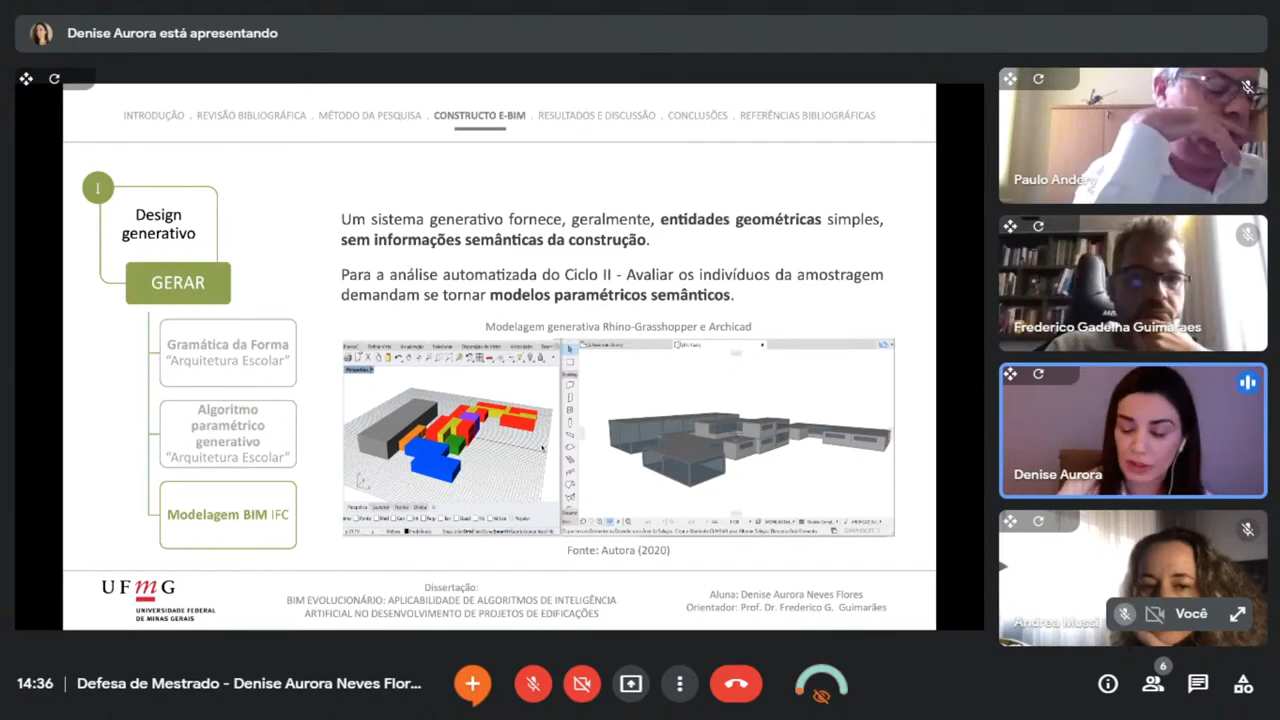 Denise Aurora está apresentando
INTRODUÇÃO . REVISÃO BIBLIOGRÁFICA . MÉTODO DA PESQUISA . CONSTRUCTO E-BIM . RESULTADOS E DISCUSSÃO . CONCLUSÕES . REFERÊNCIAS BIBLIOGRÁFICAS
I
Design
generativo
GERAR
Gramática da Forma
“Arquitetura Escolar”
Algoritmo
paramétrico
generativo
“Arquitetura Escolar”
Modelagem BIM IFC
Um sistema generativo fornece, geralmente, entidades geométricas simples,
sem informações semânticas da construção.
Para a análise automatizada do Ciclo II - Avaliar os indivíduos da amostragem
demandam se tornar modelos paramétricos semânticos.
Modelagem generativa Rhino-Grasshopper e Archicad
Perspectiva
Fonte: Autora (2020)
UFmG
UNIVERSIDADE FEDERAL
DE MINAS GERAIS
Dissertação:
BIM EVOLUCIONÁRIO: APLICABILIDADE DE ALGORITMOS DE INTELIGÊNCIA
ARTIFICIAL NO DESENVOLVIMENTO DE PROJETOS DE EDIFICAÇÕES
Aluna: Denise Aurora Neves Flores
Orientador: Prof. Dr. Frederico G. Guimarães
Paulo Andery
Frederico Gadelha Guimaraes
Denise Aurora
Andrea Mussi
Você
14:36 | Defesa de Mestrado - Denise Aurora Neves Flor...
6